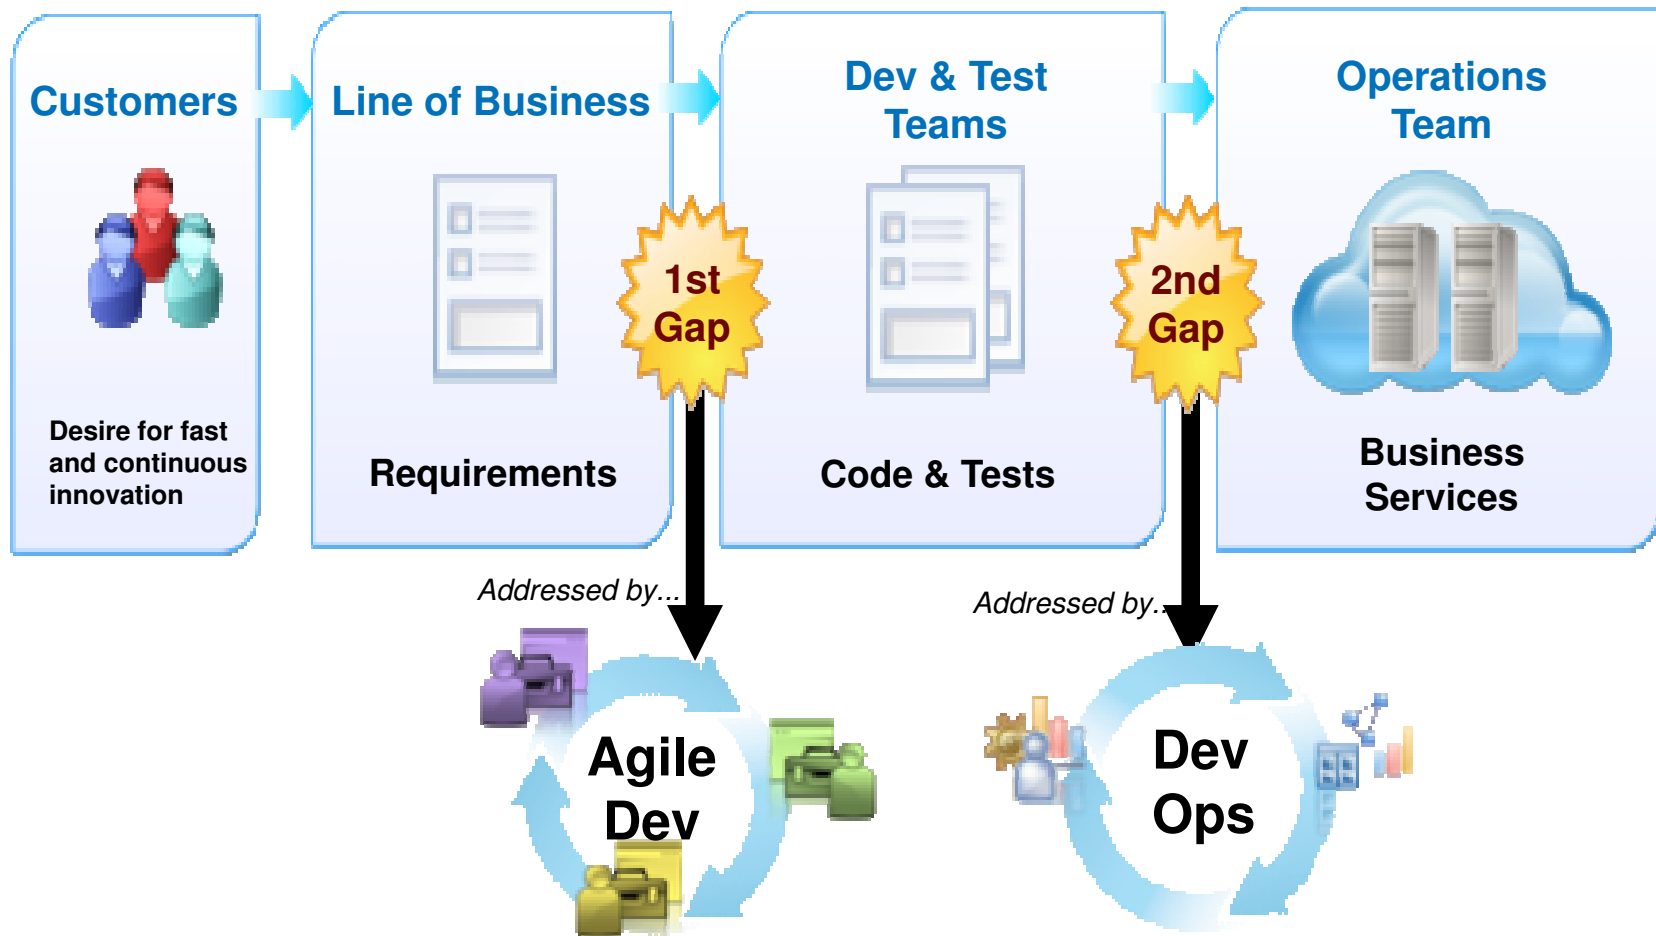 Customers
Line of Business
Dev & Test
Teams
Operations
Team
1st
Gap
2nd
Gap
Desire for fast
and continuous
innovation
Requirements
Code & Tests
Business
Services
Addressed by...
Addressed by..
Agile
Dev
Dev
Ops